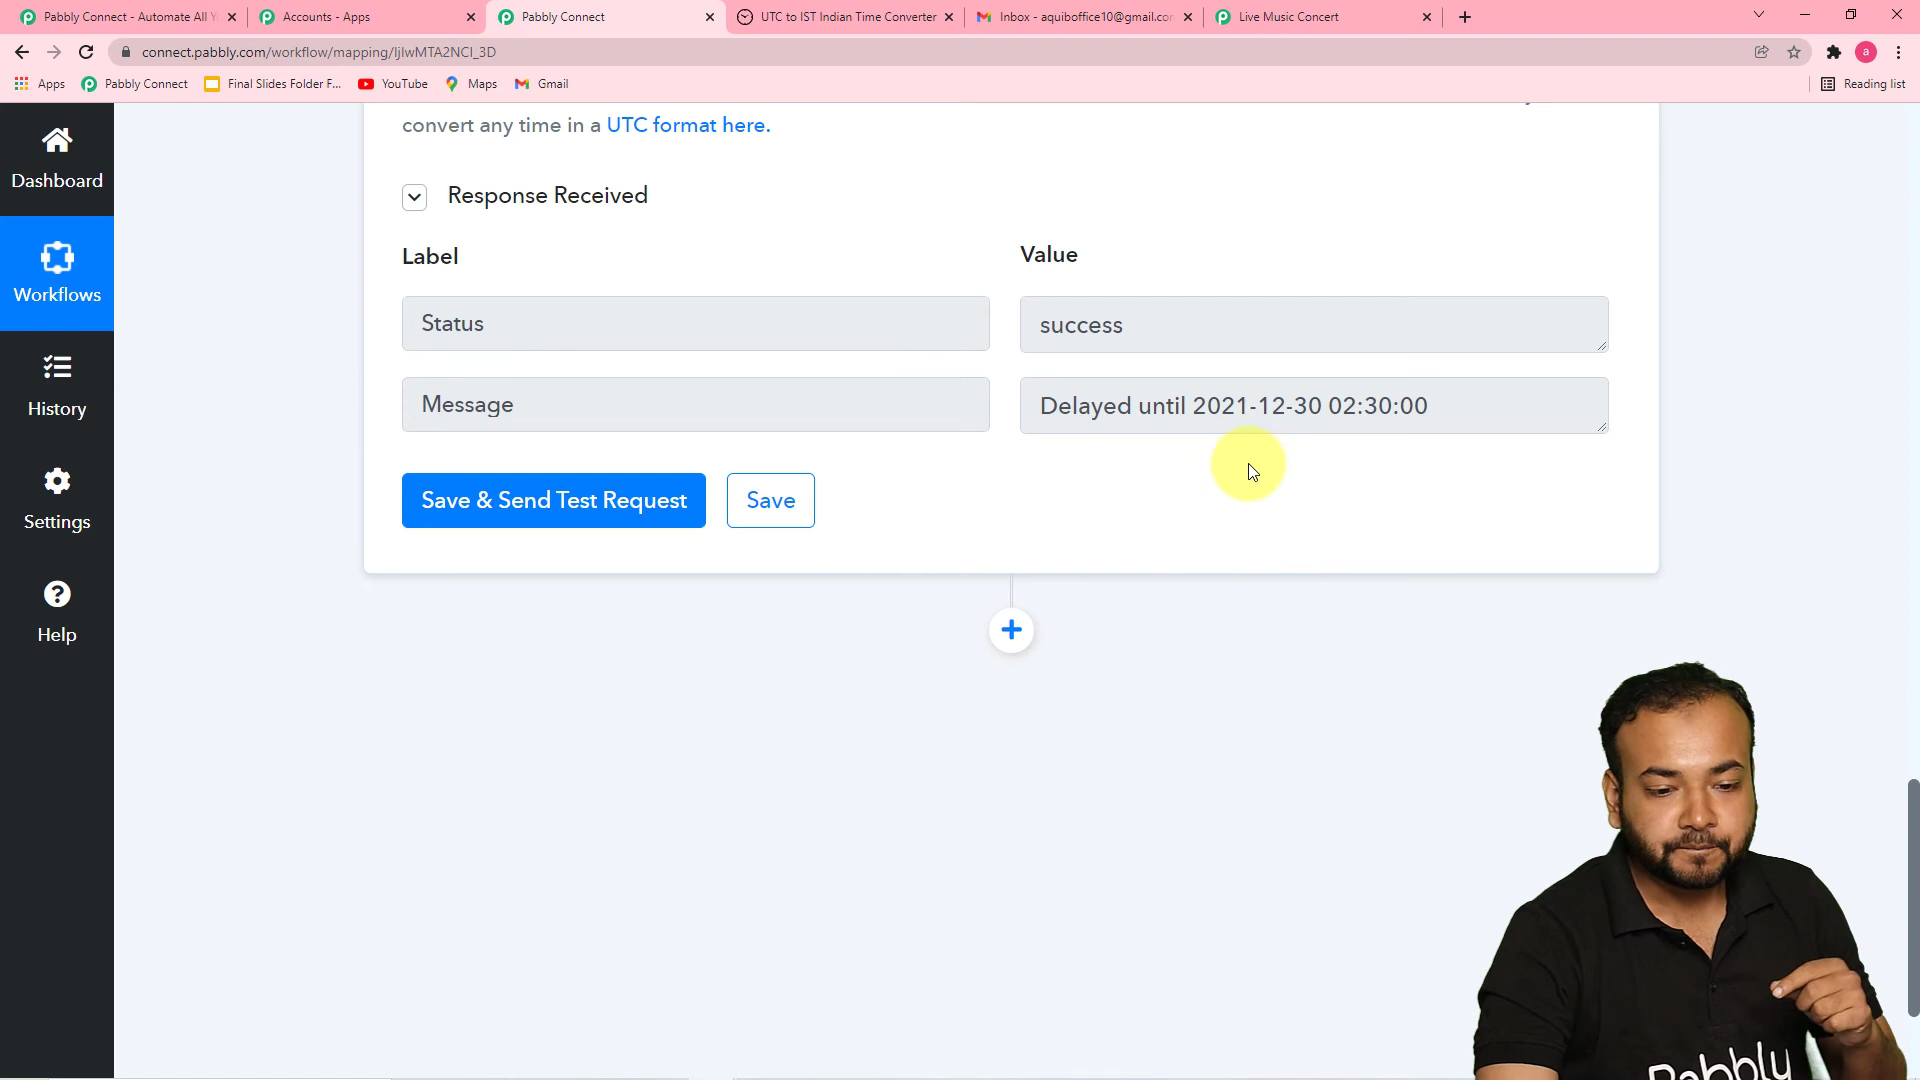 Pabbly Connect - Automate All Y
Accounts - Apps
Pabbly Connect
UTC to IST Indian Time Converter
Inbox - aquiboffice10@gmail.co
Live Music Concert
connect.pabbly.com/workflow/mapping/IjIwMTA2NCI_3D
a
Apps
Pabbly Connect
Final Slides Folder F...
YouTube
Maps
Gmail
Reading list
Dashboard
Workflows
History
Settings
Help
convert any time in a UTC format here.
Response Received
Label
Value
Status
success
Message
Delayed until 2021-12-30 02:30:00
Save & Send Test Request
Save
Pabbly